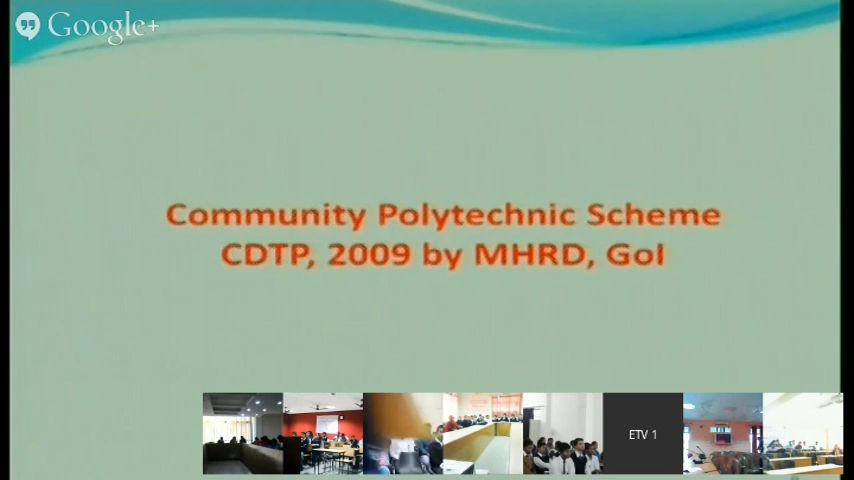 Google+
Community Polytechnic Scheme
CDTP, 2009 by MHRD, GoI
ETV 1